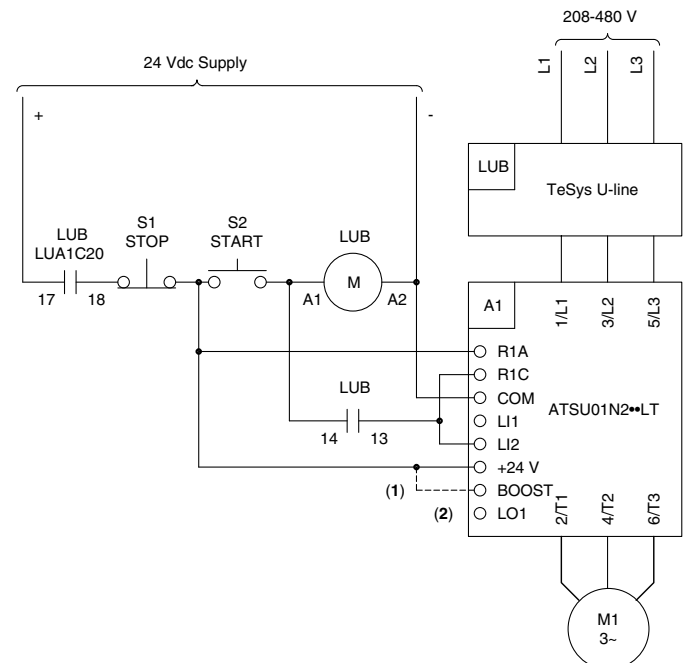 208-480 V
24 Vdc Supply
L1
L2
L3
+
-
LUB
TeSys U-line
LUB
LUA1C20
S1
STOP
S2
START
LUB
17
18
A1
M
A2
A1
1/L1
3/L2
5/L3
R1A
R1C
COM
LI1
LI2
+24 V
BOOST
LO1
ATSU01N2••LT
LUB
14
13
(1)
(2)
2/T1
4/T2
6/T3
M1
3~